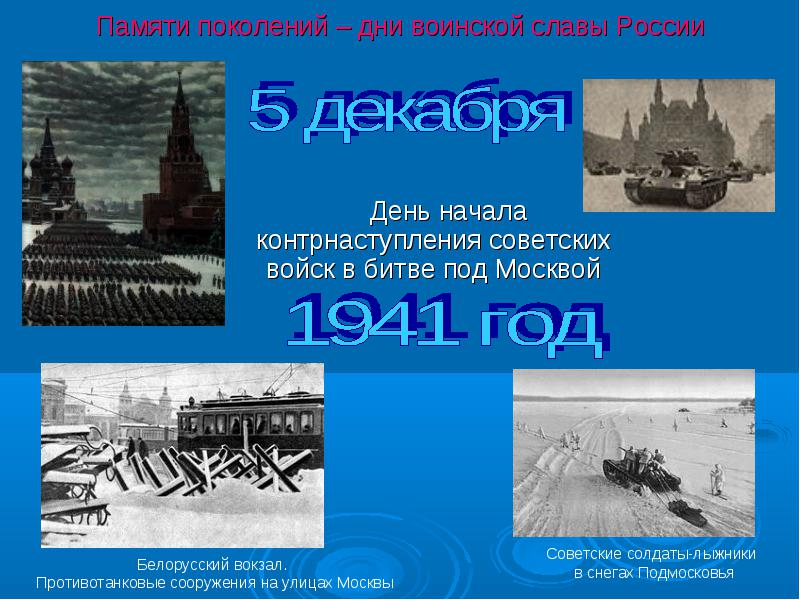 Памяти поколений – дни воинской славы России
5 декабря
День начала
контрнаступления советских
войск в битве под Москвой
1941 год
Белорусский вокзал.
Противотанковые сооружения на улицах Москвы
Советские солдаты-лыжники
в снегах Подмосковья